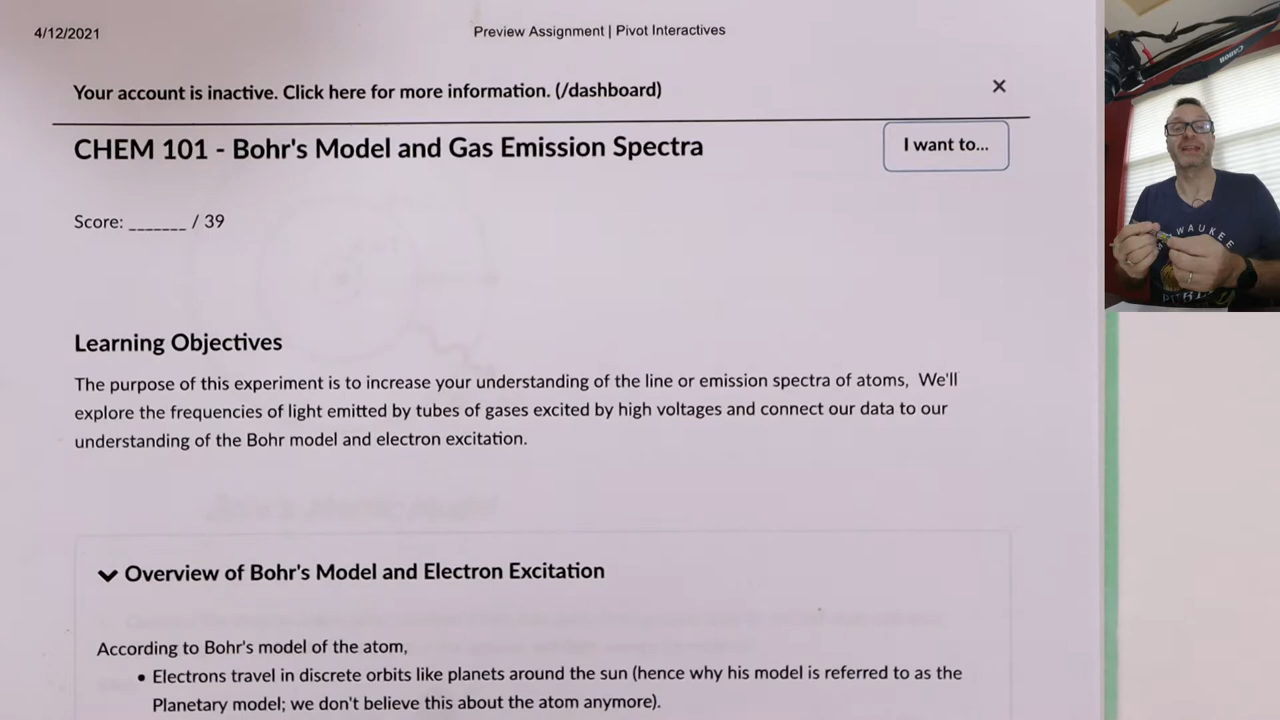 4/12/2021
Preview Assignment | Pivot Interactives
Your account is inactive. Click here for more information. (/dashboard)
×
CHEM 101 - Bohr's Model and Gas Emission Spectra
I want to...
Score: _______ / 39
Learning Objectives
The purpose of this experiment is to increase your understanding of the line or emission spectra of atoms, We'll
explore the frequencies of light emitted by tubes of gases excited by high voltages and connect our data to our
understanding of the Bohr model and electron excitation.
Overview of Bohr's Model and Electron Excitation
According to Bohr's model of the atom,
• Electrons travel in discrete orbits like planets around the sun (hence why his model is referred to as the
Planetary model; we don't believe this about the atom anymore).
Canon
WAUKEE